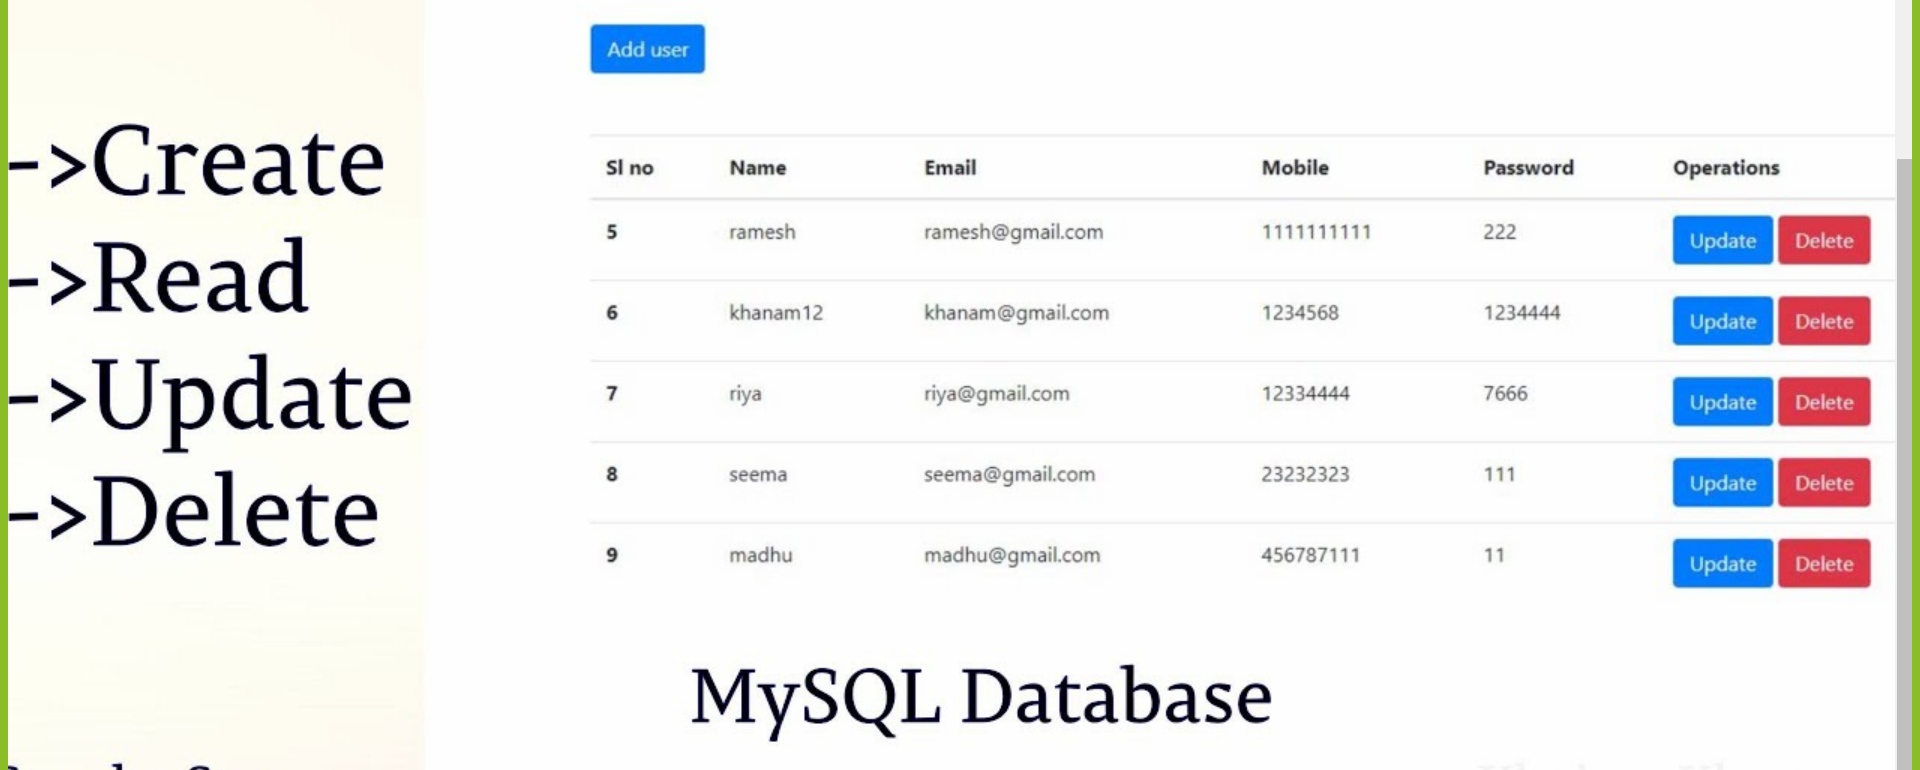 ->Create
->Read
->Update
->Delete
Add user
Sl no Name Email Mobile Password Operations
5 ramesh ramesh@gmail.com 1111111111 222 Update Delete
6 khanam12 khanam@gmail.com 1234568 1234444 Update Delete
7 riya riya@gmail.com 12334444 7666 Update Delete
8 seema seema@gmail.com 23232323 111 Update Delete
9 madhu madhu@gmail.com 456787111 11 Update Delete
MySQL Database